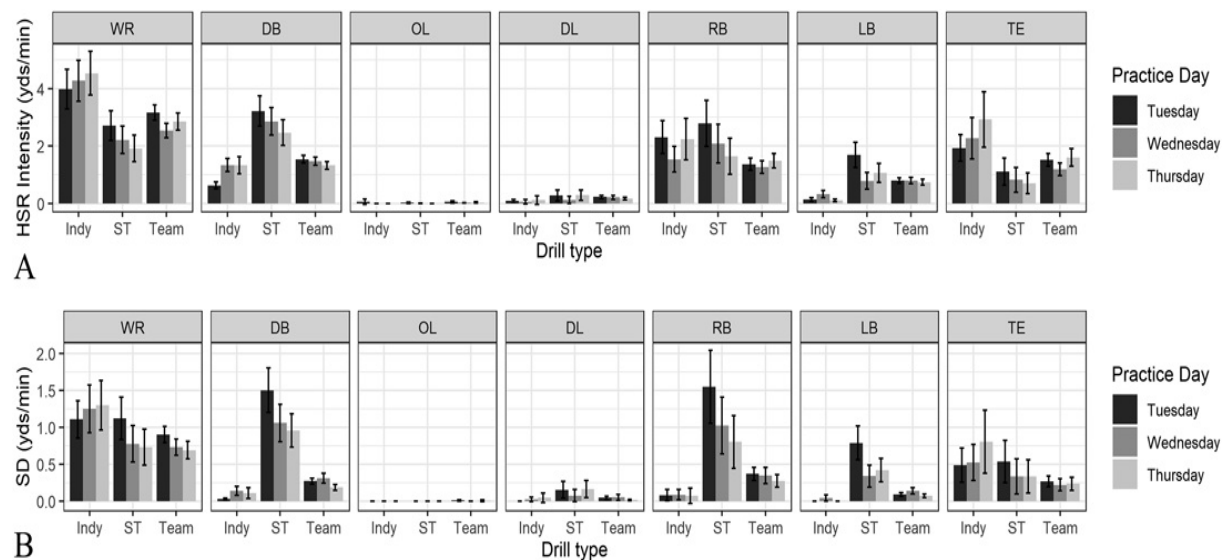 WR DB OL DL RB LB TE
HSR Intensity (yds/min)
4
2
0
Indy ST Team Indy ST Team Indy ST Team Indy ST Team Indy ST Team Indy ST Team Indy ST Team
Drill type
Practice Day
Tuesday
Wednesday
Thursday
A
WR DB OL DL RB LB TE
SD (yds/min)
2.0
1.5
1.0
0.5
0.0
Indy ST Team Indy ST Team Indy ST Team Indy ST Team Indy ST Team Indy ST Team Indy ST Team
Drill type
Practice Day
Tuesday
Wednesday
Thursday
B